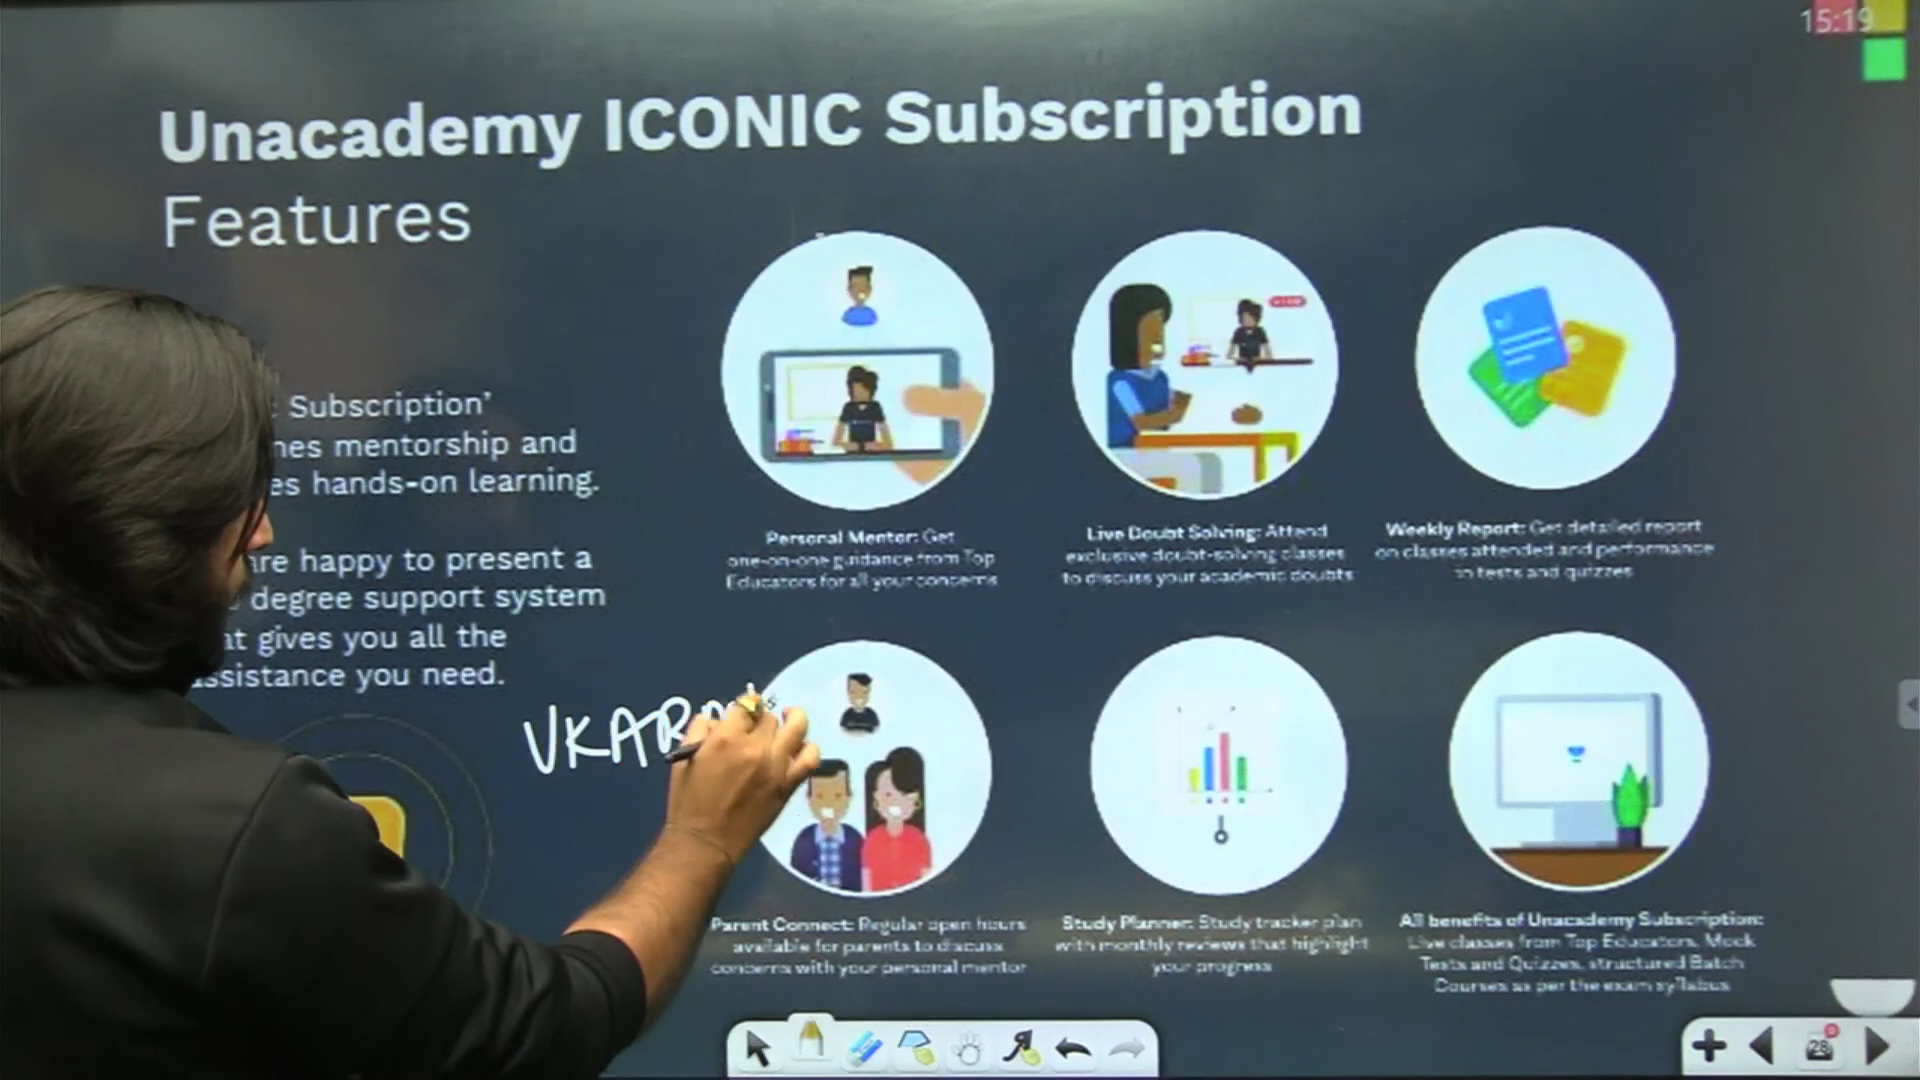 15:19
Unacademy ICONIC Subscription
Features
Subscription’
mentorship and
hands-on learning.
are happy to present a
degree support system
gives you all the
assistance you need.
VKAR
Personal Mentor: Get
one-on-one guidance from Top
Educators for all your concerns
Live Doubt Solving: Attend
exclusive doubt-solving classes
to discuss your academic doubts
Weekly Report: Get detailed report
on classes attended and performance
in tests and quizzes
Parent Connect: Regular open hours
available for parents to discuss
concerns with your personal mentor
Study Planner: Study tracker plan
with monthly reviews that highlight
your progress
All benefits of Unacademy Subscription:
Live classes from Top Educators, Mock
Tests and Quizzes, structured Batch
Courses as per the exam syllabus
28